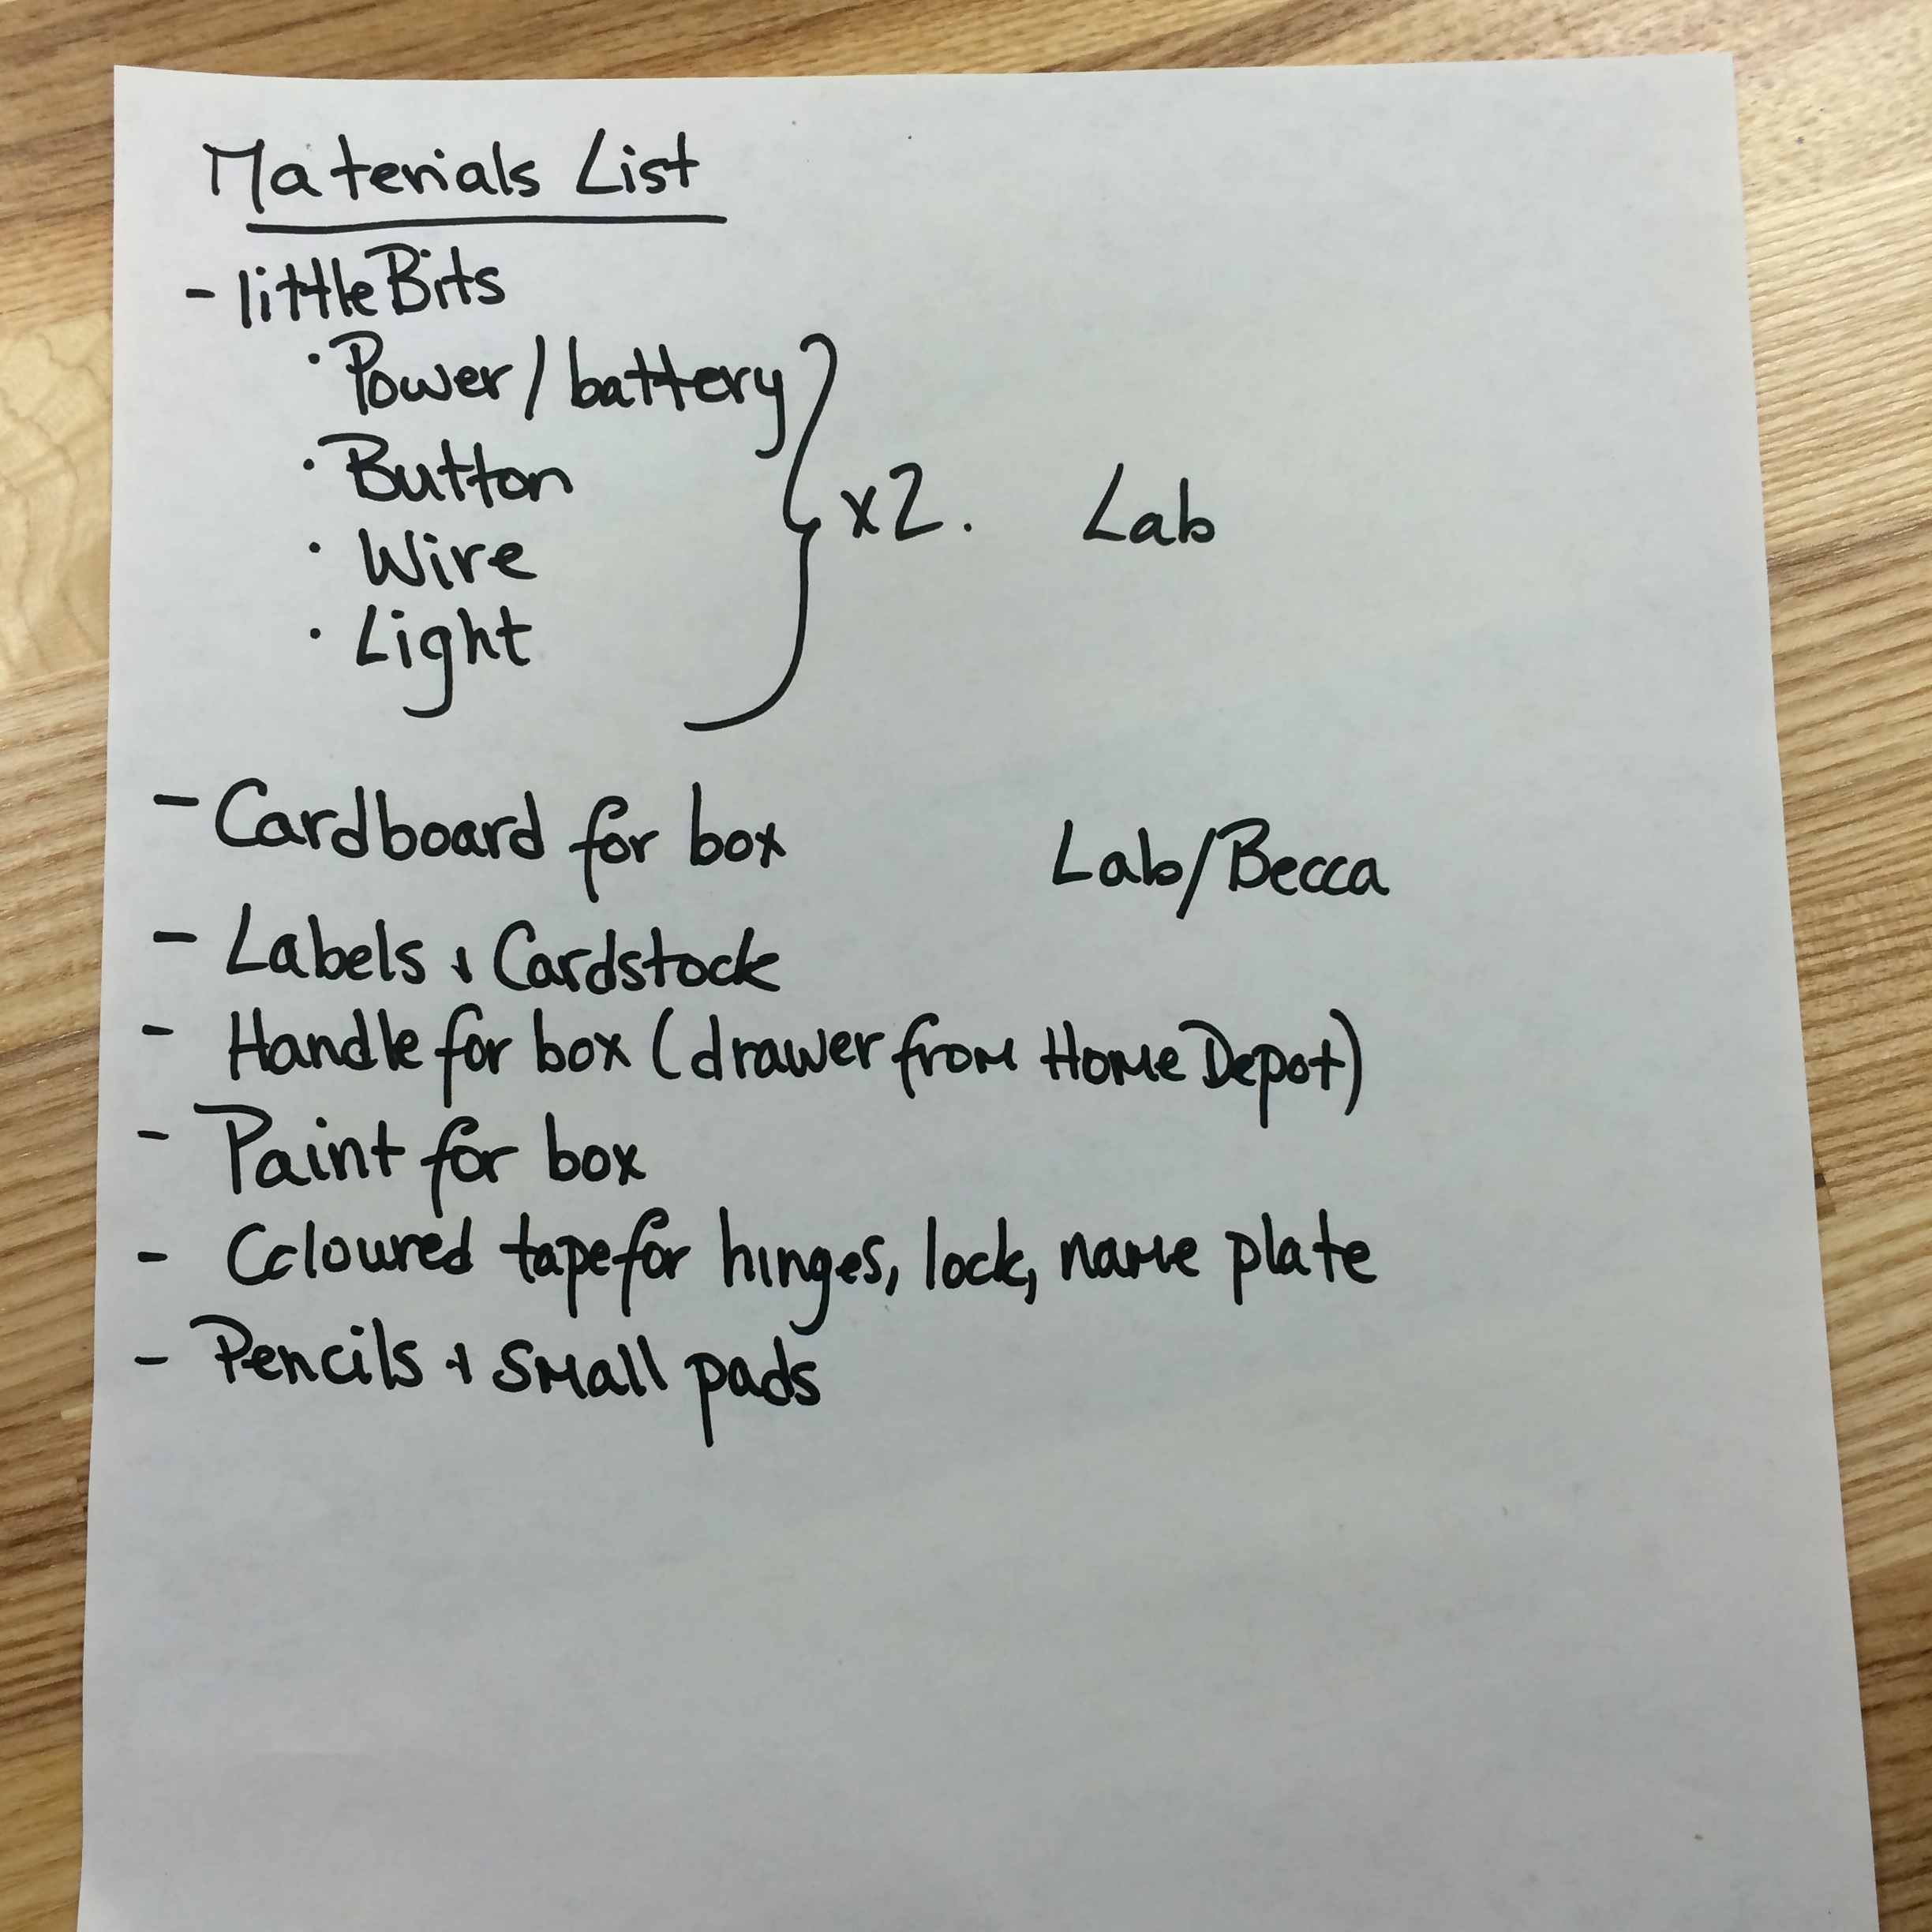 Materials List
- littleBits
· Power/battery
· Button
x2. Lab
· Wire
· Light
- Cardboard for box Lab/Becca
- Labels + Cardstock
- Handle for box (drawer from Home Depot)
- Paint for box
- Coloured tape for hinges, lock, name plate
- Pencils + small pads